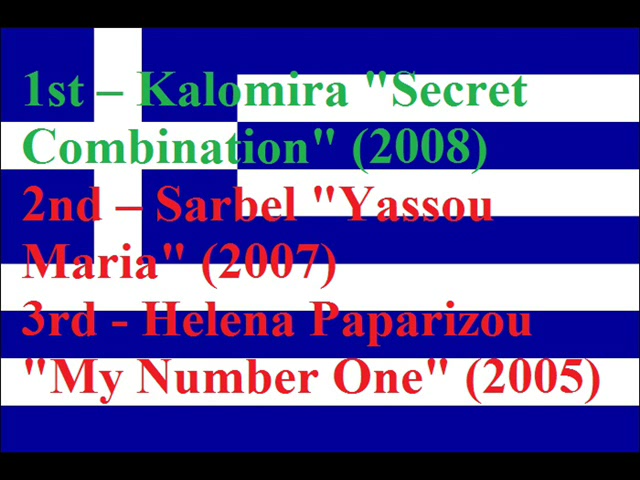 1st – Kalomira "Secret
Combination" (2008)
2nd – Sarbel "Yassou
Maria" (2007)
3rd - Helena Paparizou
"My Number One" (2005)